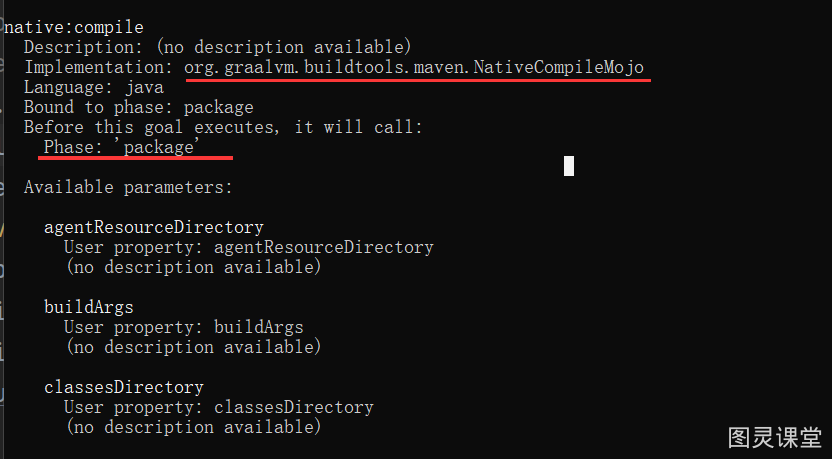 native:compile
Description: (no description available)
Implementation: org.graalvm.buildtools.maven.NativeCompileMojo
Language: java
Bound to phase: package
Before this goal executes, it will call:
Phase: 'package'
Available parameters:
agentResourceDirectory
User property: agentResourceDirectory
(no description available)
buildArgs
User property: buildArgs
(no description available)
classesDirectory
User property: classesDirectory
(no description available)
图灵课堂